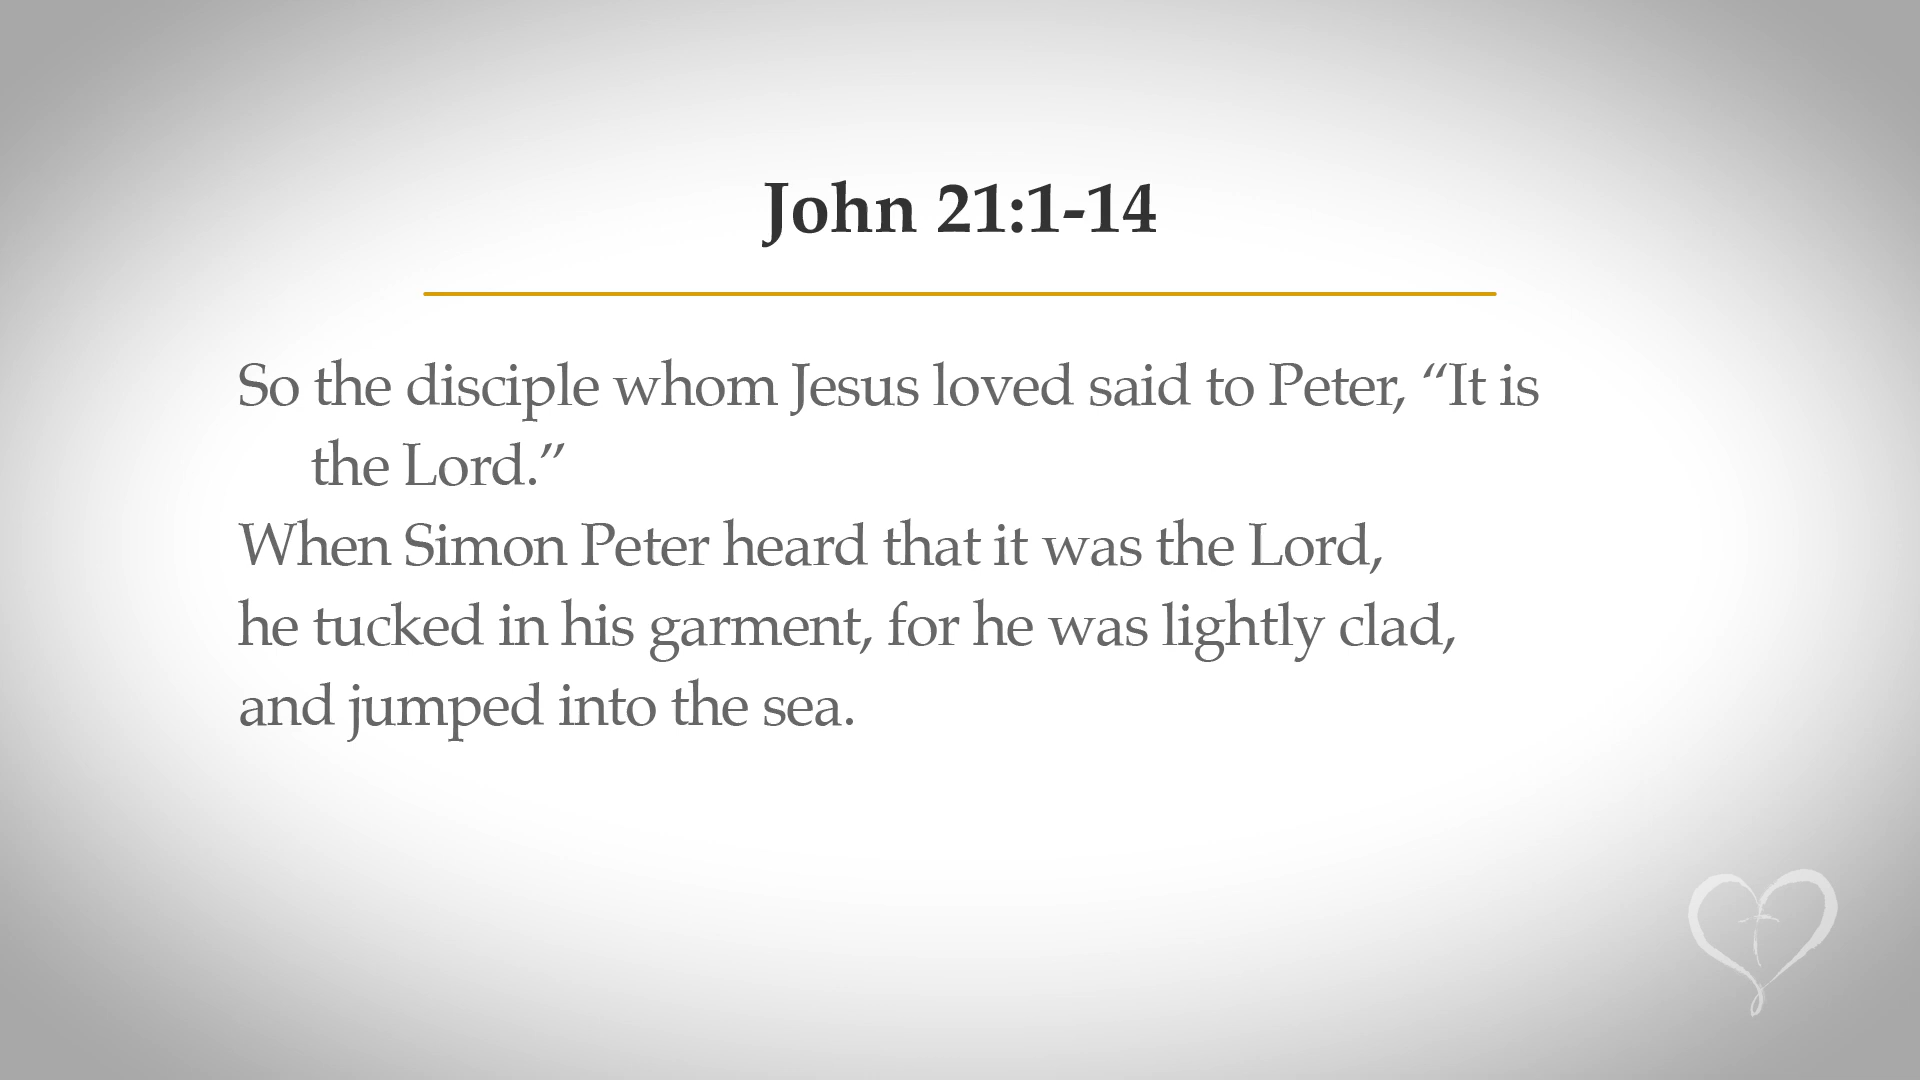 John 21:1-14
So the disciple whom Jesus loved said to Peter, “It is
the Lord.”
When Simon Peter heard that it was the Lord,
he tucked in his garment, for he was lightly clad,
and jumped into the sea.